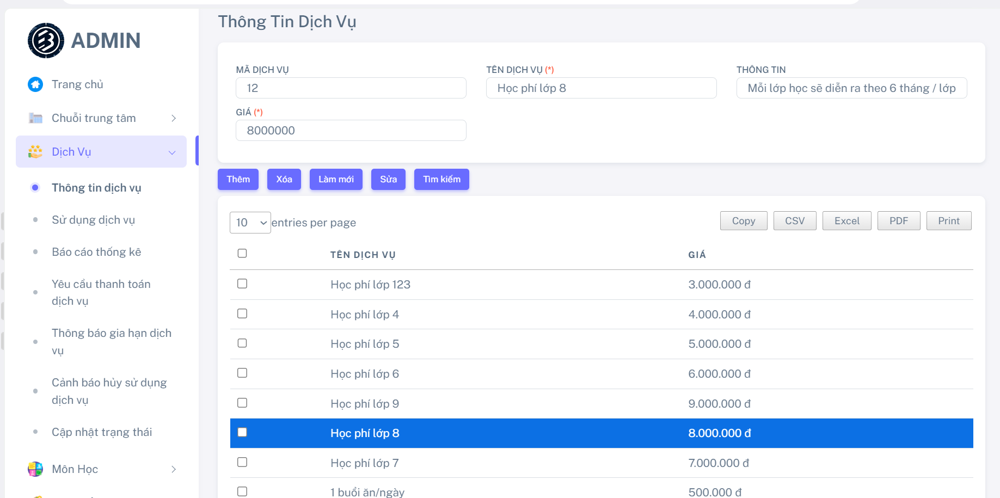 ADMIN
Trang chủ
Chuỗi trung tâm
Dịch Vụ
Thông tin dịch vụ
Sử dụng dịch vụ
Báo cáo thống kê
Yêu cầu thanh toán
dịch vụ
Thông báo gia hạn dịch
vụ
Cảnh báo hủy sử dụng
dịch vụ
Cập nhật trạng thái
Môn Học
Thông Tin Dịch Vụ
MÃ DỊCH VỤ
12
TÊN DỊCH VỤ (*)
Học phí lớp 8
THÔNG TIN
Mỗi lớp học sẽ diễn ra theo 6 tháng / lớp
GIÁ (*)
8000000
Thêm Xóa Làm mới Sửa Tìm kiếm
10 entries per page
Copy CSV Excel PDF Print
TÊN DỊCH VỤ GIÁ
Học phí lớp 123 3.000.000 đ
Học phí lớp 4 4.000.000 đ
Học phí lớp 5 5.000.000 đ
Học phí lớp 6 6.000.000 đ
Học phí lớp 9 9.000.000 đ
Học phí lớp 8 8.000.000 đ
Học phí lớp 7 7.000.000 đ
1 buổi ăn/ngày 500.000 đ